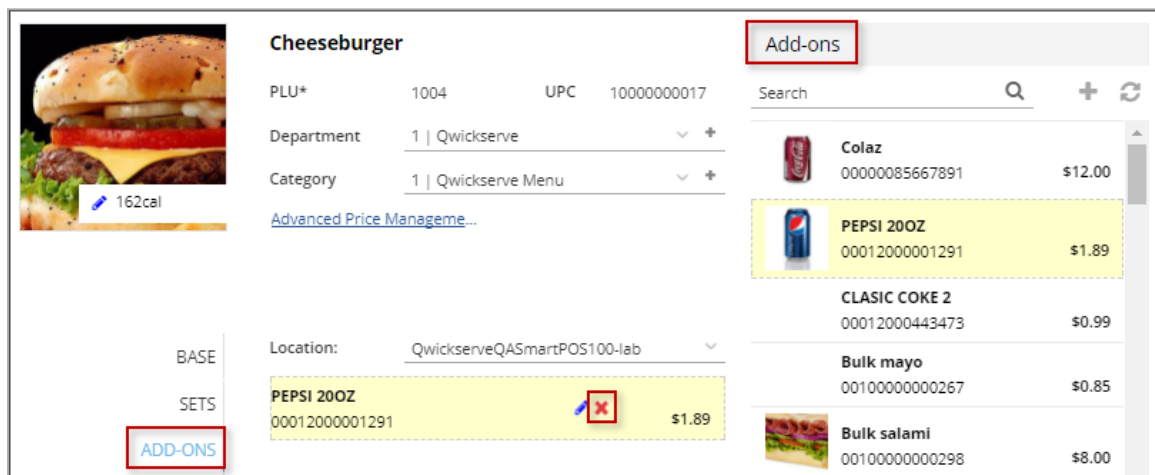 Cheeseburger
PLU* 1004 UPC 10000000017
Department 1 | Qwickserve
Category 1 | Qwickserve Menu
Advanced Price Manageme...
162cal
BASE
SETS
ADD-ONS
Location: QwickserveQASmartPOS100-lab
PEPSI 20OZ
00012000001291 $1.89
Add-ons
Search
Colaz
00000085667891 $12.00
PEPSI 20OZ
00012000001291 $1.89
CLASIC COKE 2
00012000443473 $0.99
Bulk mayo
00100000000267 $0.85
Bulk salami
00100000000298 $8.00